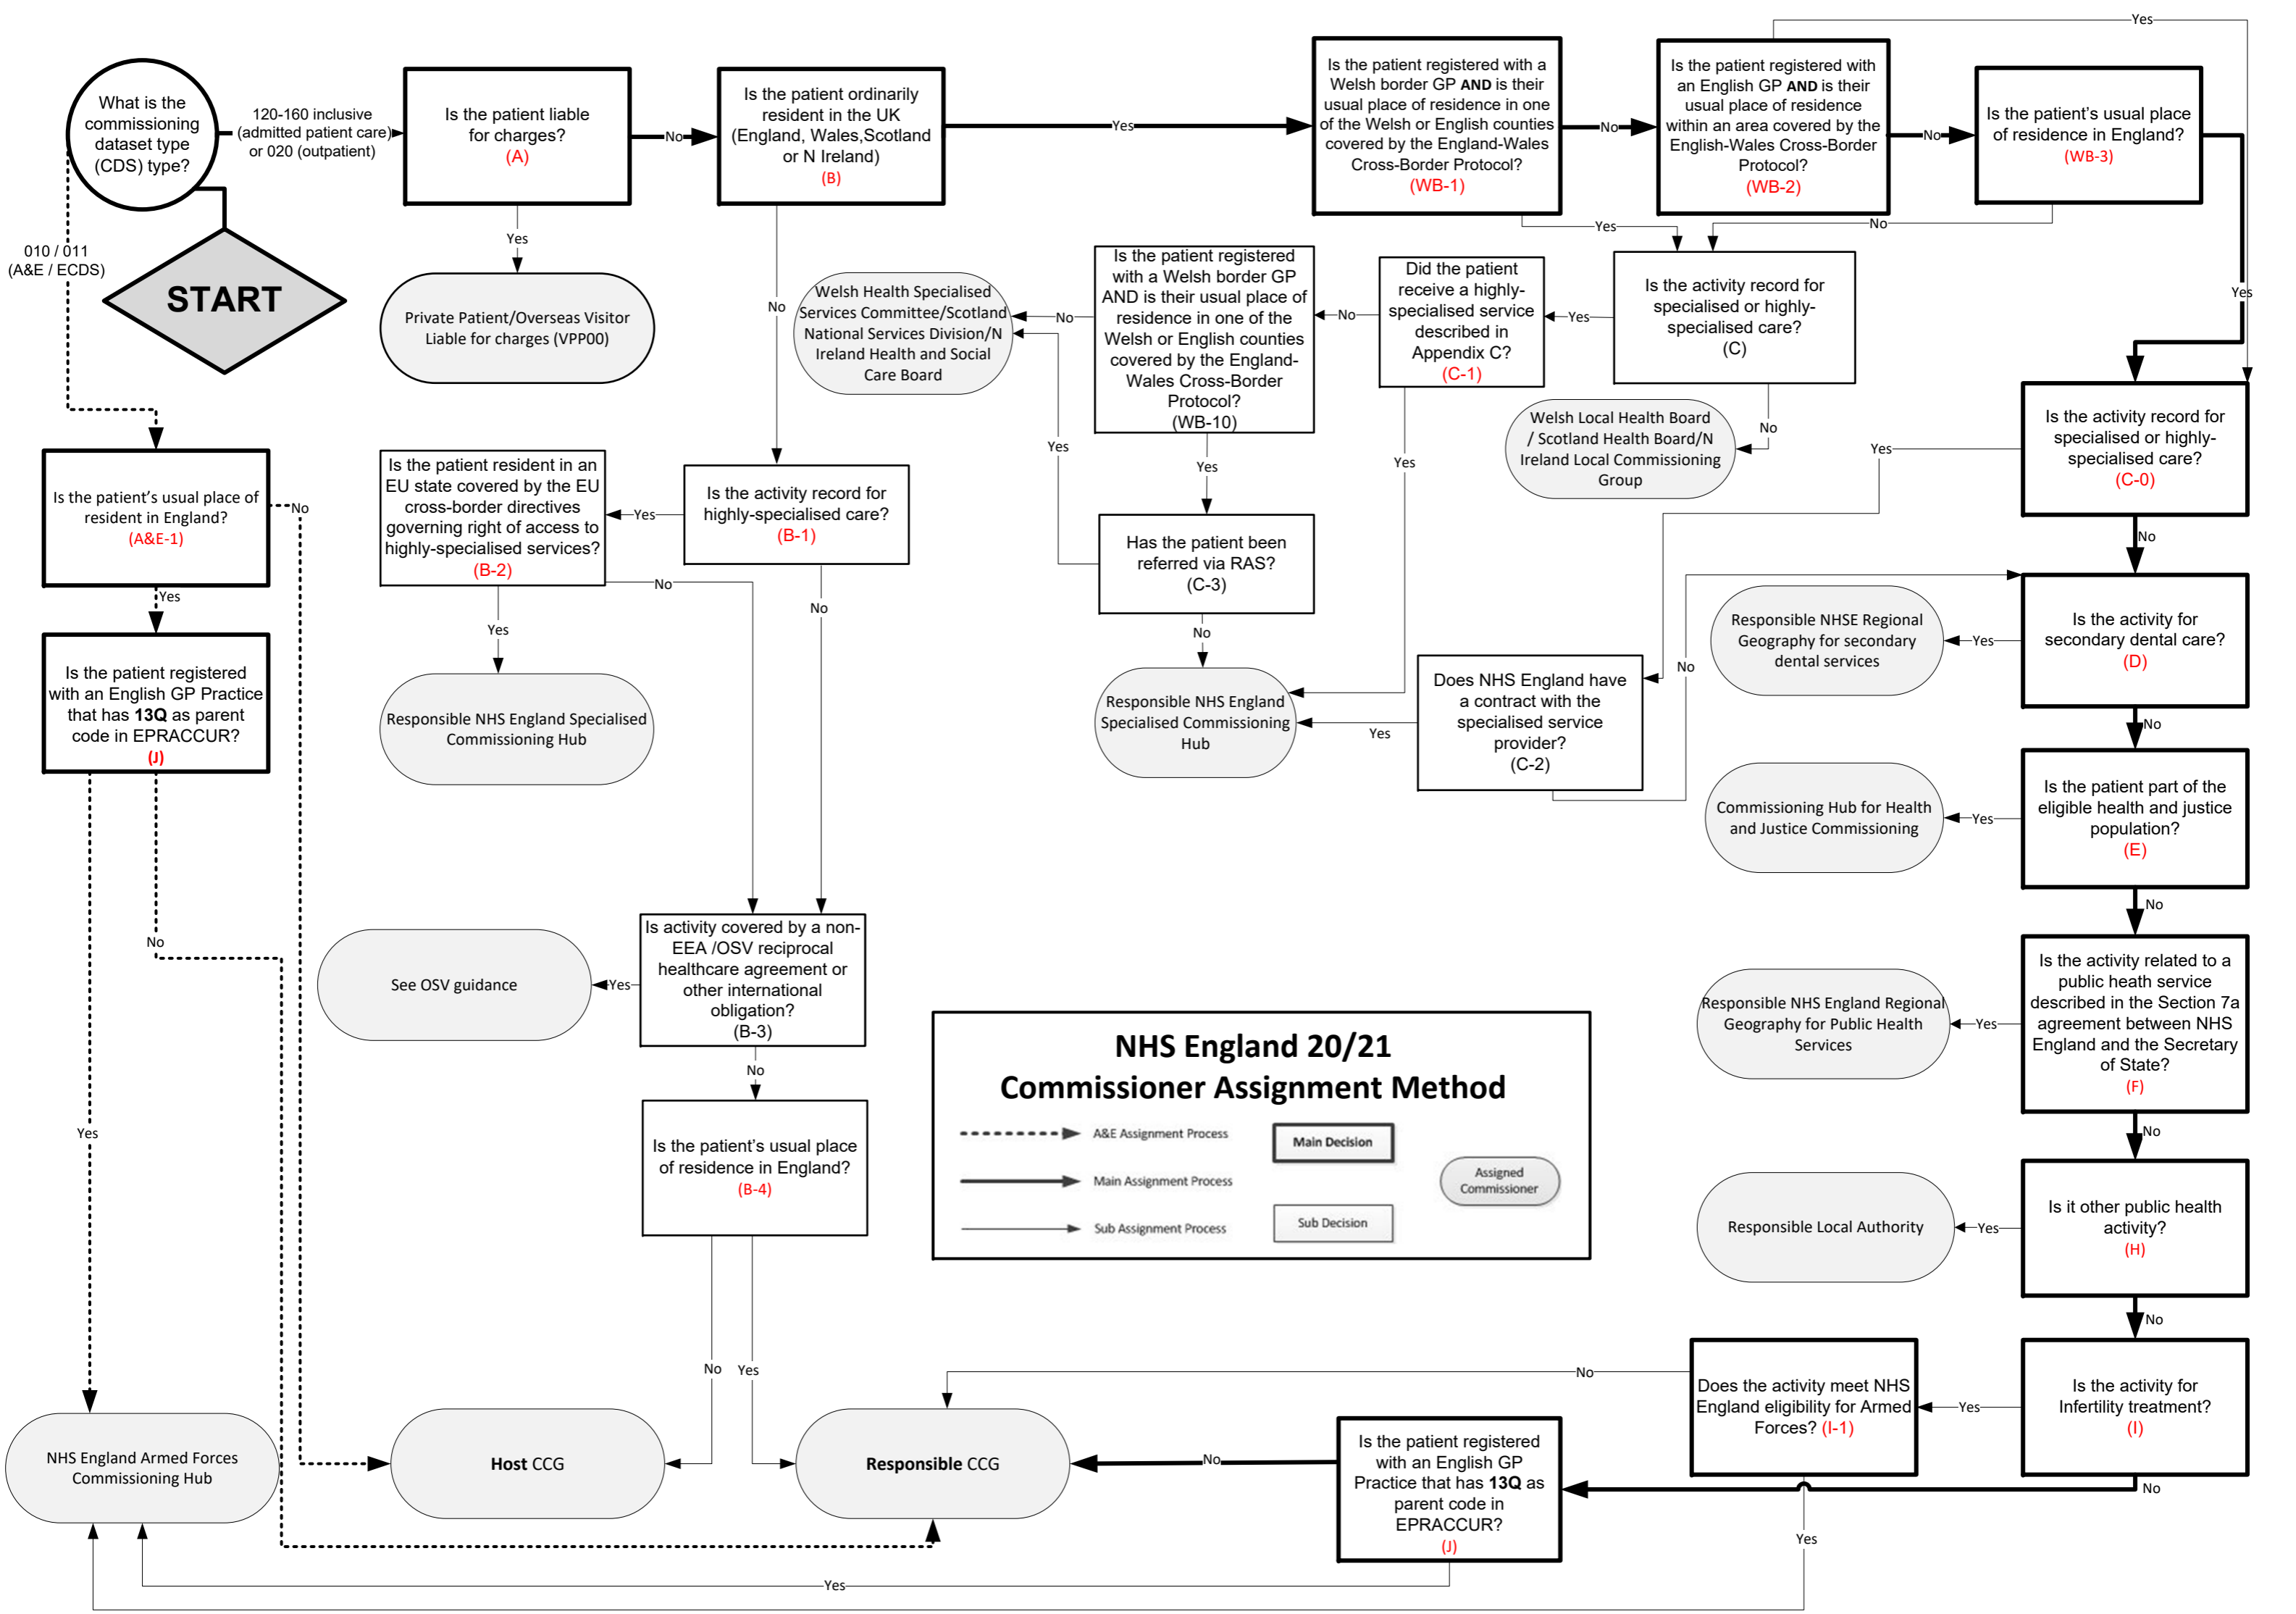 What is the
commissioning
dataset type
(CDS) type?
START
120-160 inclusive
(admitted patient care)
or 020 (outpatient)
010 / 011
(A&E / ECDS)
Is the patient liable
for charges?
(A)
No
Yes
Private Patient/Overseas Visitor
Liable for charges (VPP00)
Is the patient ordinarily
resident in the UK
(England, Wales,Scotland
or N Ireland)
(B)
Yes
No
Is the patient registered with a
Welsh border GP AND is their
usual place of residence in one
of the Welsh or English counties
covered by the England-Wales
Cross-Border Protocol?
(WB-1)
No
Yes
Is the patient registered with
an English GP AND is their
usual place of residence
within an area covered by the
English-Wales Cross-Border
Protocol?
(WB-2)
Yes
No
Is the patient's usual place
of residence in England?
(WB-3)
No
Yes
Is the activity record for
specialised or highly-
specialised care?
(C)
Yes
No
Welsh Local Health Board
/ Scotland Health Board/N
Ireland Local Commissioning
Group
Did the patient
receive a highly-
specialised service
described in
Appendix C?
(C-1)
No
Yes
Is the patient registered
with a Welsh border GP
AND is their usual place of
residence in one of the
Welsh or English counties
covered by the England-
Wales Cross-Border
Protocol?
(WB-10)
No
Yes
Welsh Health Specialised
Services Committee/Scotland
National Services Division/N
Ireland Health and Social
Care Board
Has the patient been
referred via RAS?
(C-3)
Yes
No
Responsible NHS England
Specialised Commissioning
Hub
Does NHS England have
a contract with the
specialised service
provider?
(C-2)
Yes
No
Is the activity record for
specialised or highly-
specialised care?
(C-0)
Yes
No
Is the activity for
secondary dental care?
(D)
Yes
Responsible NHSE Regional
Geography for secondary
dental services
No
Is the patient part of the
eligible health and justice
population?
(E)
Yes
Commissioning Hub for Health
and Justice Commissioning
No
Is the activity related to a
public heath service
described in the Section 7a
agreement between NHS
England and the Secretary
of State?
(F)
Yes
Responsible NHS England Regional
Geography for Public Health
Services
No
Is it other public health
activity?
(H)
Yes
Responsible Local Authority
No
Is the activity for
Infertility treatment?
(I)
Yes
No
Does the activity meet NHS
England eligibility for Armed
Forces? (I-1)
No
Yes
Is the patient registered
with an English GP
Practice that has 13Q as
parent code in
EPRACCUR?
(J)
No
Yes
Is the patient's usual place of
resident in England?
(A&E-1)
No
Yes
Is the patient registered
with an English GP Practice
that has 13Q as parent
code in EPRACCUR?
(J)
Yes
No
Is the activity record for
highly-specialised care?
(B-1)
Yes
No
Is the patient resident in an
EU state covered by the EU
cross-border directives
governing right of access to
highly-specialised services?
(B-2)
No
Yes
Responsible NHS England Specialised
Commissioning Hub
Is activity covered by a non-
EEA /OSV reciprocal
healthcare agreement or
other international
obligation?
(B-3)
Yes
See OSV guidance
No
Is the patient's usual place
of residence in England?
(B-4)
No
Yes
NHS England 20/21
Commissioner Assignment Method
A&E Assignment Process
Main Assignment Process
Sub Assignment Process
Main Decision
Sub Decision
Assigned
Commissioner
NHS England Armed Forces
Commissioning Hub
Host CCG
Responsible CCG